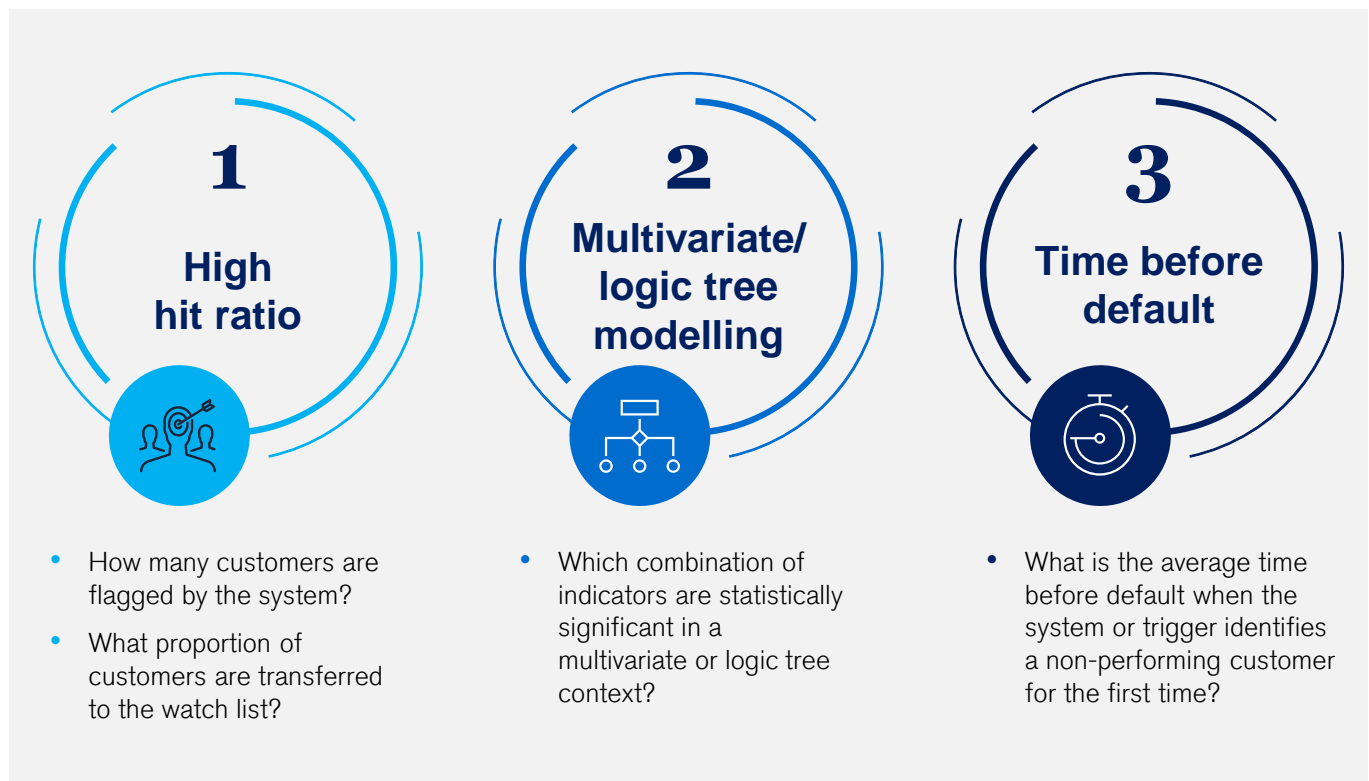 1
High
hit ratio
• How many customers are
flagged by the system?
• What proportion of
customers are transferred
to the watch list?
2
Multivariate/
logic tree
modelling
• Which combination of
indicators are statistically
significant in a
multivariate or logic tree
context?
3
Time before
default
• What is the average time
before default when the
system or trigger identifies
a non-performing customer
for the first time?